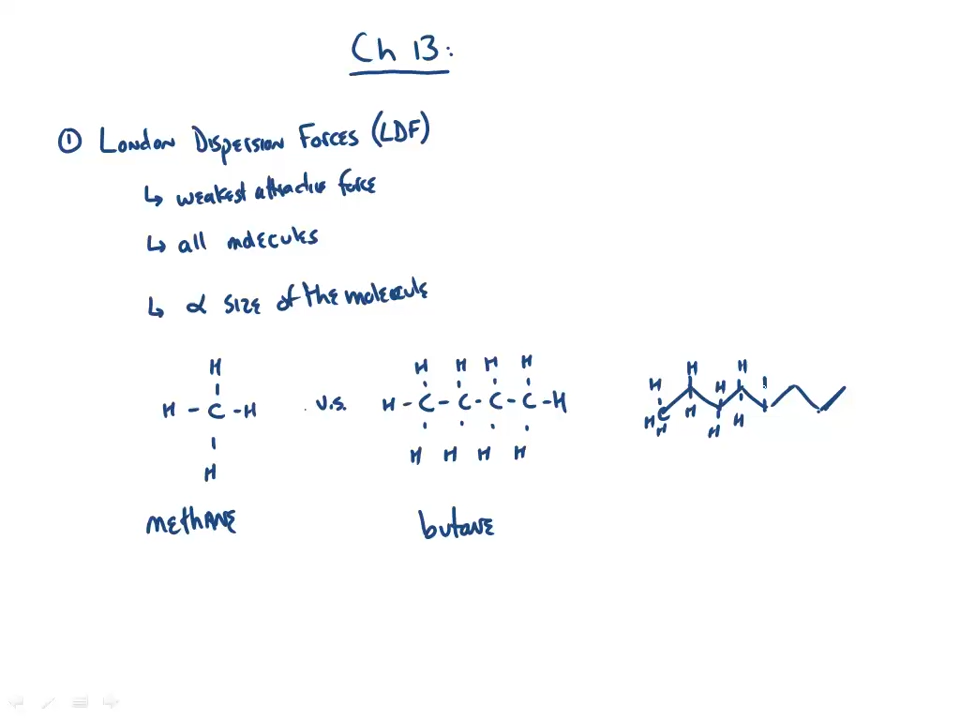 Ch 13:
① London Dispersion Forces (LDF)
↳ weakest attractive force
↳ all molecules
↳ α size of the molecule
H H H H H H H
H - C - H v.s. H - C - C - C - C - H H H
C H H H
H H H H H H H
methane butane